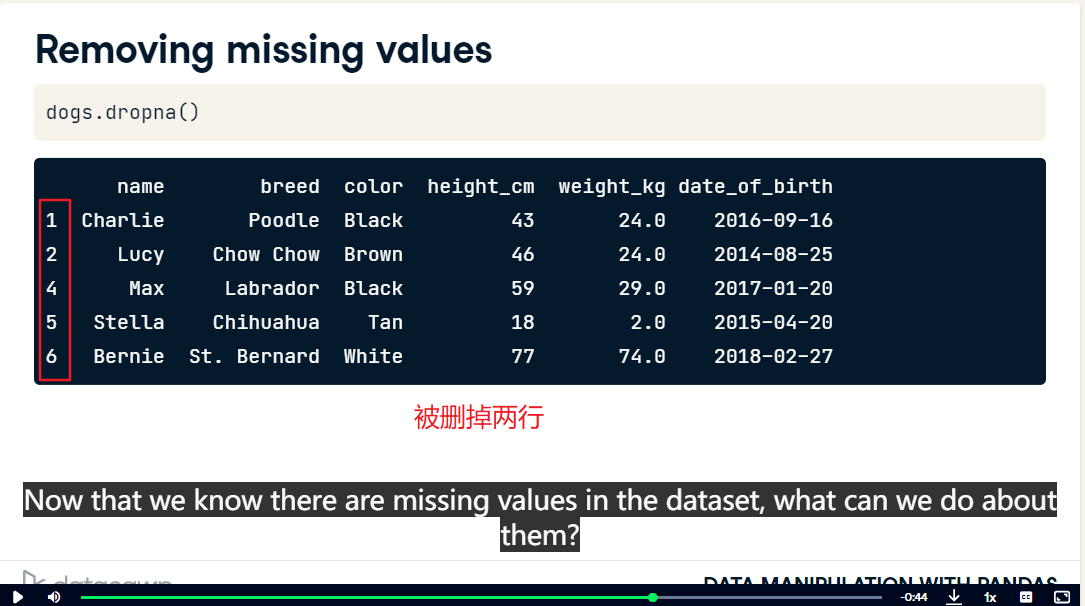 Removing missing values
dogs.dropna()
name breed color height_cm weight_kg date_of_birth
1 Charlie Poodle Black 43 24.0 2016-09-16
2 Lucy Chow Chow Brown 46 24.0 2014-08-25
4 Max Labrador Black 59 29.0 2017-01-20
5 Stella Chihuahua Tan 18 2.0 2015-04-20
6 Bernie St. Bernard White 77 74.0 2018-02-27
被删掉两行
Now that we know there are missing values in the dataset, what can we do about
them?
datacamp DATA MANIPULATION WITH PANDAS
-0:44 1x CC